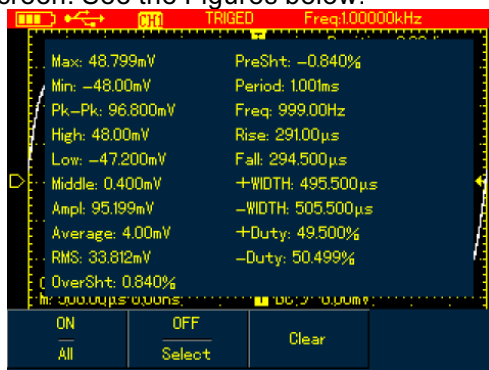 screen. See the Figures below.
CH1 TRIGED Freq:1.00000kHz
Max: 48.799mV PreSht: −0.840%
Min: −48.00mV Period: 1.001ms
Pk−Pk: 96.800mV Freq: 999.00Hz
High: 48.00mV Rise: 291.00µs
Low: −47.200mV Fall: 294.500µs
Middle: 0.400mV +WIDTH: 495.500µs
Ampl: 95.199mV −WIDTH: 505.500µs
Average: 4.00mV +Duty: 49.500%
RMS: 33.812mV −Duty: 50.499%
OverSht: 0.840%
ON OFF Clear
All Select